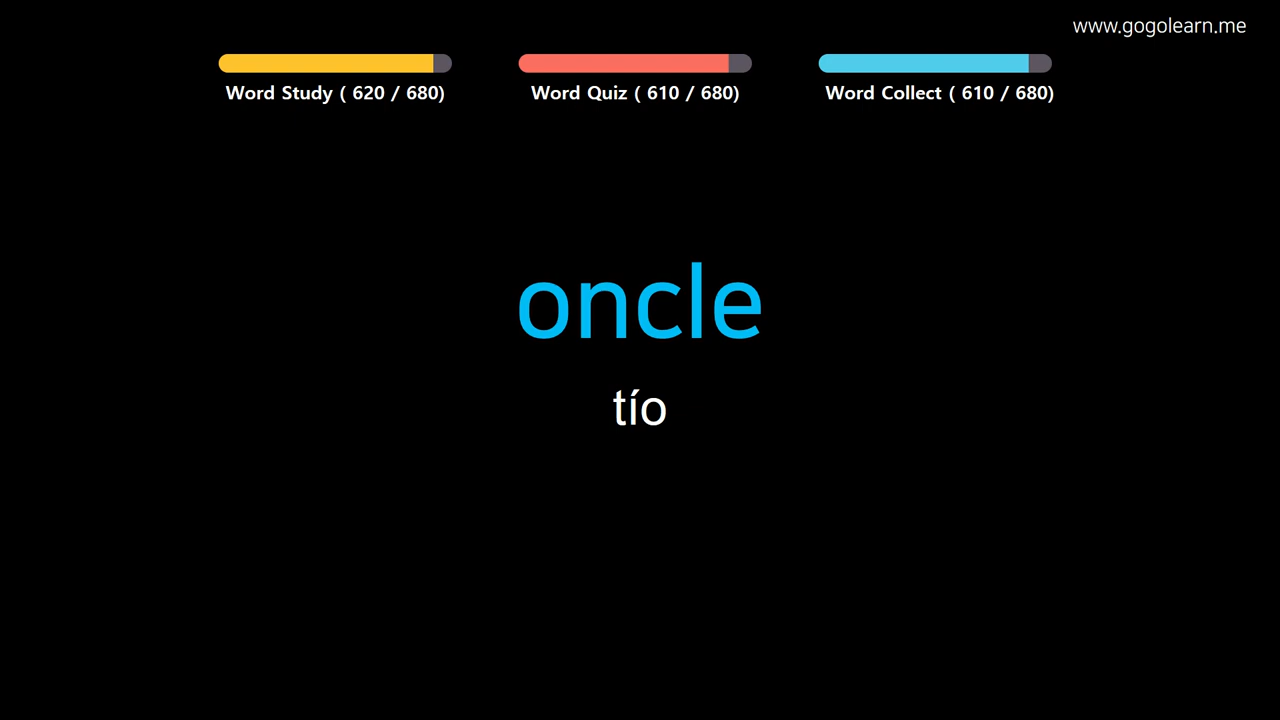 www.gogolearn.me
Word Study ( 620 / 680)
Word Quiz ( 610 / 680)
Word Collect ( 610 / 680)
oncle
tío